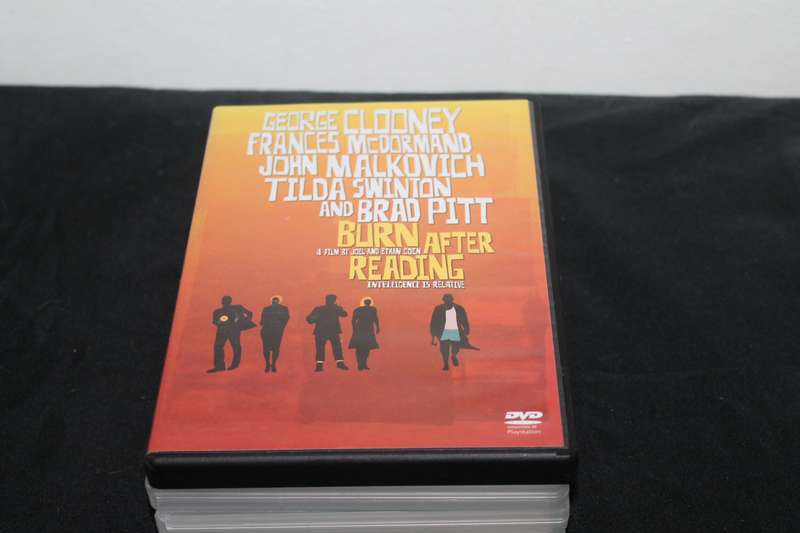 GEORGE CLOONEY
FRANCES McDORMAND
JOHN MALKOVICH
TILDA SWINTON
AND BRAD PITT
BURN AFTER
A FILM BY JOEL AND ETHAN COEN
READING
INTELLIGENCE IS RELATIVE
DVD
PlayStation